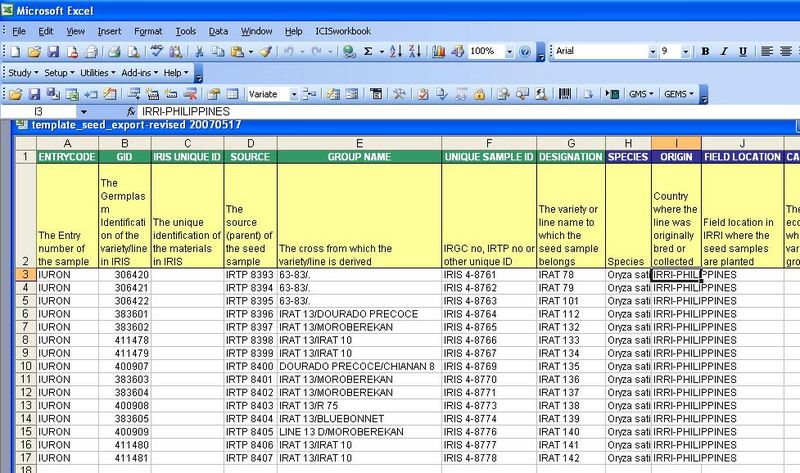 Microsoft Excel
File Edit View Insert Format Tools Data Window Help ICISworkbook
100% Arial 9 B I U
Study Setup Utilities Add-ins Help
Variate GMS GEMS
I3 fx IRRI-PHILIPPINES
template_seed_export-revised 20070517
A B C D E F G H I J
1 ENTRYCODE GID IRIS UNIQUE ID SOURCE GROUP NAME UNIQUE SAMPLE ID DESIGNATION SPECIES ORIGIN FIELD LOCATION CA
2 The Entry number of the sample The Germplasm Identification of the variety/line in IRIS The unique identification of the materials in IRIS The source (parent) of the seed sample The cross from which the variety/line is derived IRGC no, IRTP no or other unique ID The variety or line name to which the seed sample belongs Species Country where the line was originally bred or collected Field location in IRRI where the seed samples are planted The eco whe vari gro
3 IURON 306420 IRTP 8393 63-83/. IRIS 4-8761 IRAT 78 Oryza sati IRRI-PHILIPPINES
4 IURON 306421 IRTP 8394 63-83/. IRIS 4-8762 IRAT 79 Oryza sati IRRI-PHILIPPINES
5 IURON 306422 IRTP 8395 63-83/. IRIS 4-8763 IRAT 101 Oryza sati IRRI-PHILIPPINES
6 IURON 383601 IRTP 8396 IRAT 13/DOURADO PRECOCE IRIS 4-8764 IRAT 112 Oryza sati IRRI-PHILIPPINES
7 IURON 383602 IRTP 8397 IRAT 13/MOROBEREKAN IRIS 4-8765 IRAT 132 Oryza sati IRRI-PHILIPPINES
8 IURON 411478 IRTP 8398 IRAT 13/IRAT 10 IRIS 4-8766 IRAT 133 Oryza sati IRRI-PHILIPPINES
9 IURON 411479 IRTP 8399 IRAT 13/IRAT 10 IRIS 4-8767 IRAT 134 Oryza sati IRRI-PHILIPPINES
10 IURON 400907 IRTP 8400 DOURADO PRECOCE/CHIANAN 8 IRIS 4-8769 IRAT 135 Oryza sati IRRI-PHILIPPINES
11 IURON 383603 IRTP 8401 IRAT 13/MOROBEREKAN IRIS 4-8770 IRAT 136 Oryza sati IRRI-PHILIPPINES
12 IURON 383604 IRTP 8402 IRAT 13/MOROBEREKAN IRIS 4-8771 IRAT 137 Oryza sati IRRI-PHILIPPINES
13 IURON 400908 IRTP 8403 IRAT 13/R 75 IRIS 4-8773 IRAT 138 Oryza sati IRRI-PHILIPPINES
14 IURON 383605 IRTP 8404 IRAT 13/BLUEBONNET IRIS 4-8774 IRAT 139 Oryza sati IRRI-PHILIPPINES
15 IURON 400909 IRTP 8405 LINE 13 D/MOROBEREKAN IRIS 4-8776 IRAT 140 Oryza sati IRRI-PHILIPPINES
16 IURON 411480 IRTP 8406 IRAT 13/IRAT 10 IRIS 4-8777 IRAT 141 Oryza sati IRRI-PHILIPPINES
17 IURON 411481 IRTP 8407 IRAT 13/IRAT 10 IRIS 4-8778 IRAT 142 Oryza sati IRRI-PHILIPPINES
18